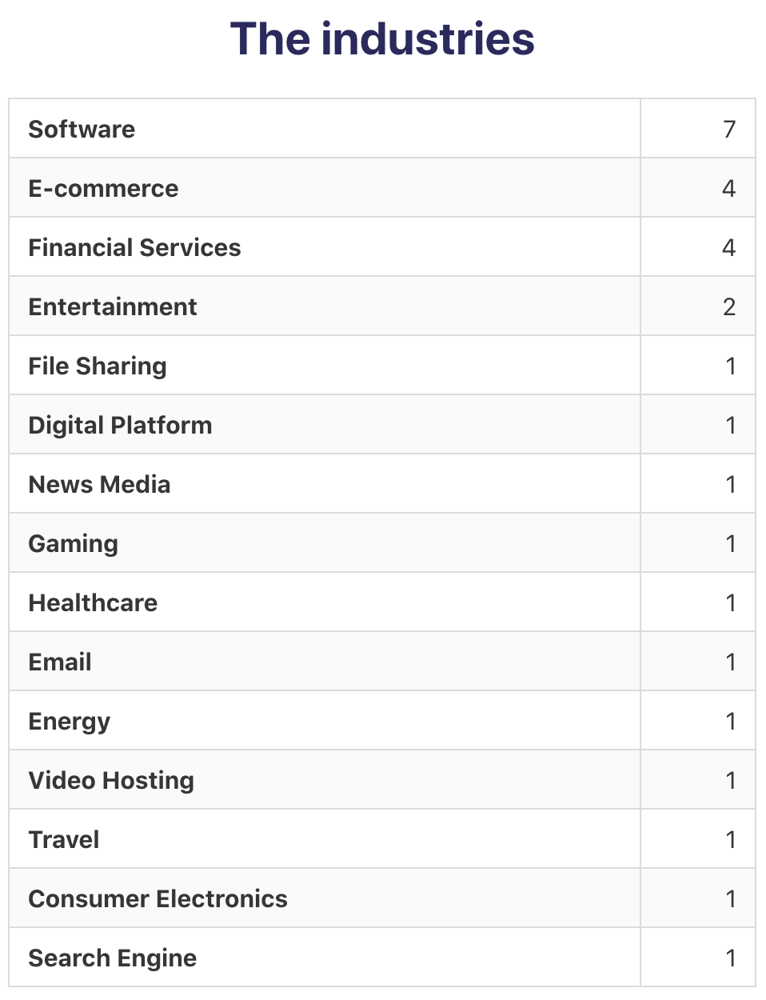 The industries
Software 7
E-commerce 4
Financial Services 4
Entertainment 2
File Sharing 1
Digital Platform 1
News Media 1
Gaming 1
Healthcare 1
Email 1
Energy 1
Video Hosting 1
Travel 1
Consumer Electronics 1
Search Engine 1